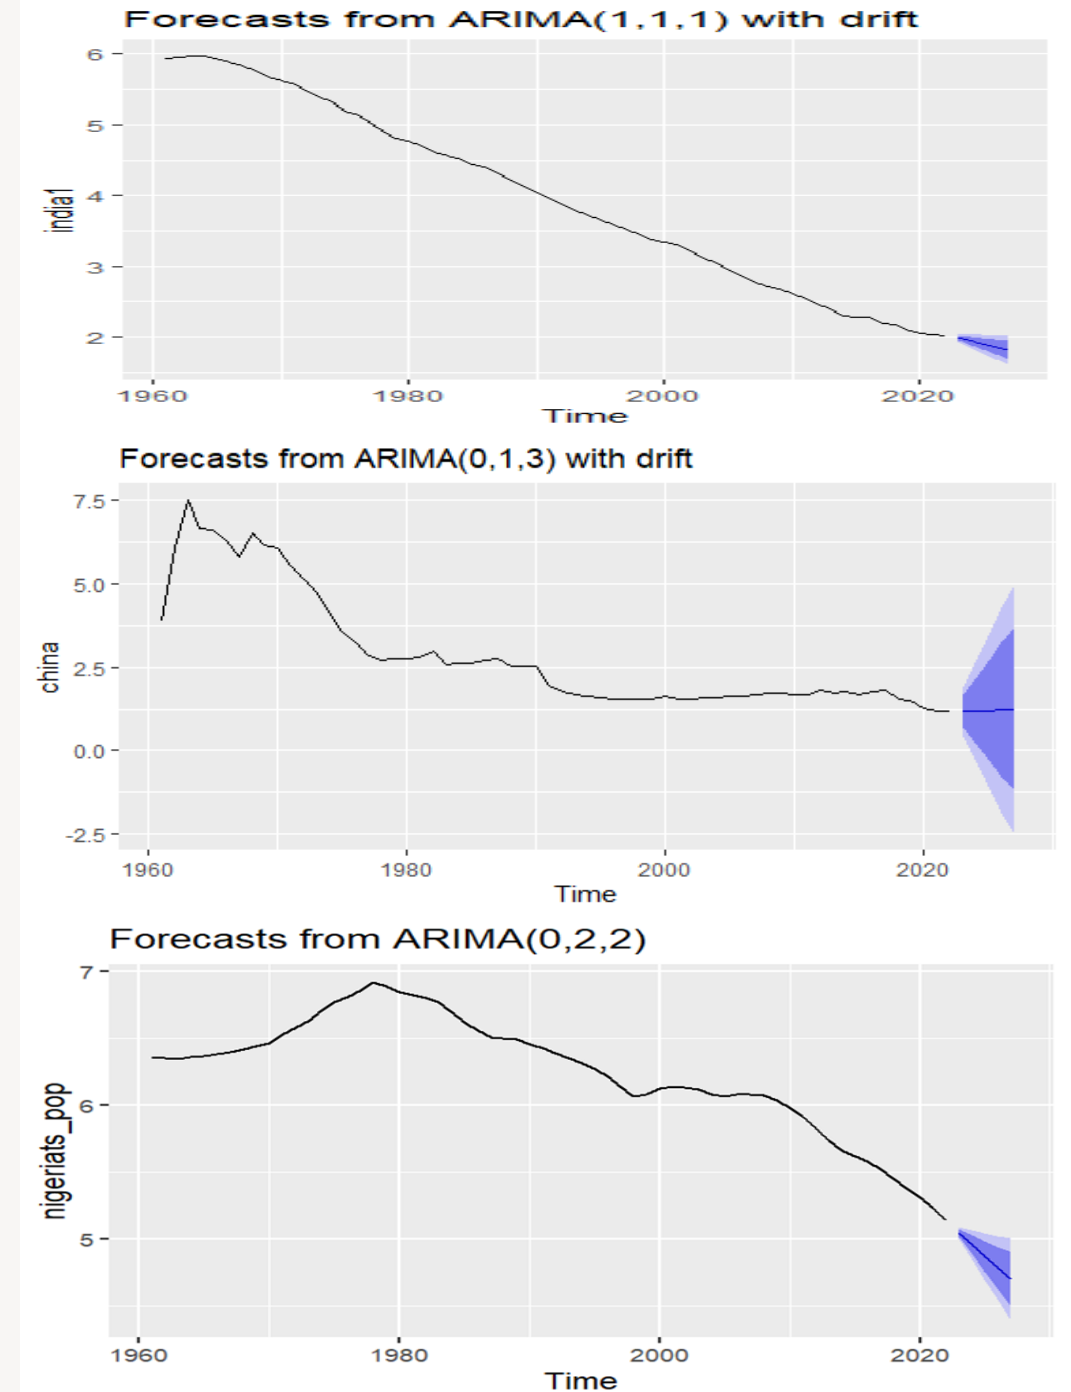 Forecasts from ARIMA(1,1,1) with drift
6
5
4
3
2
india1
1960 1980 2000 2020
Time
Forecasts from ARIMA(0,1,3) with drift
7.5
5.0
2.5
0.0
-2.5
china
1960 1980 2000 2020
Time
Forecasts from ARIMA(0,2,2)
7
6
5
nigeriats_pop
1960 1980 2000 2020
Time